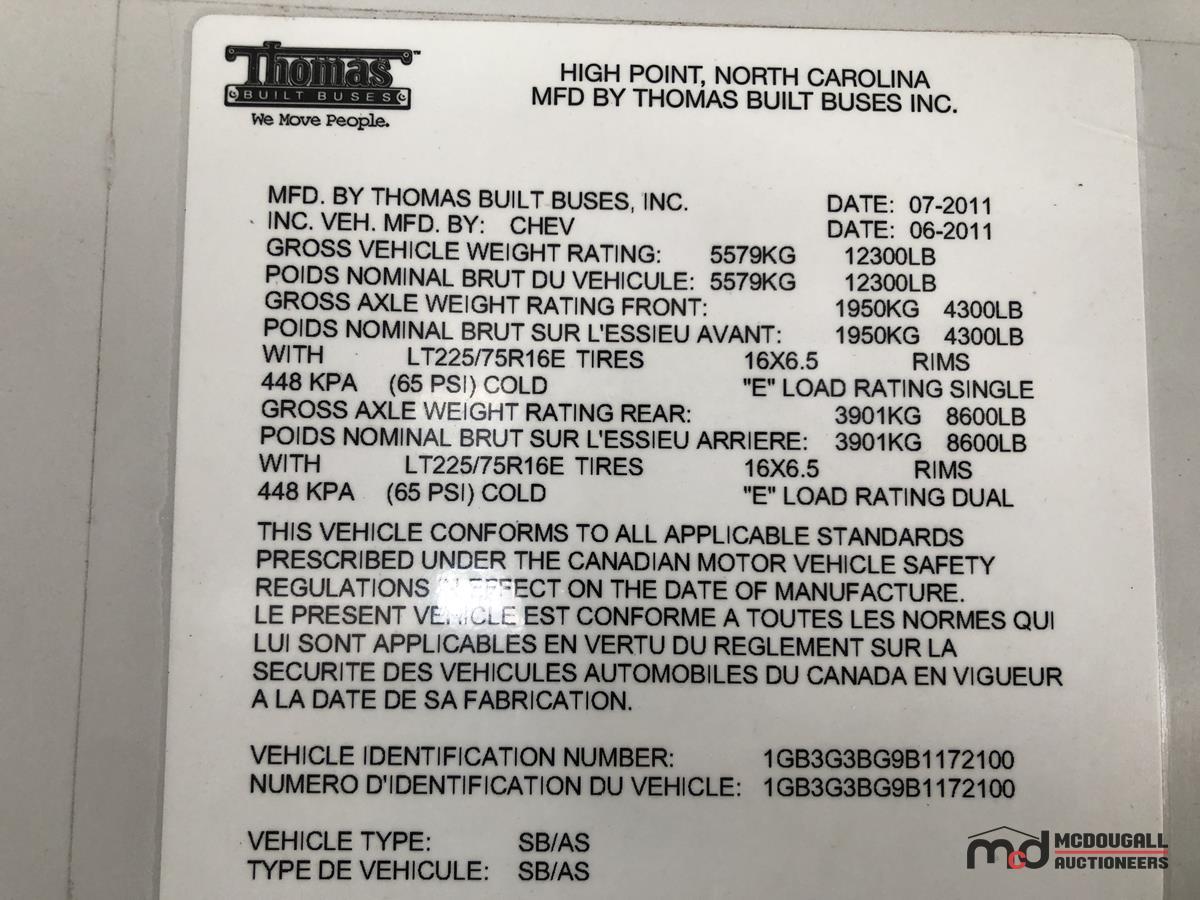 Thomas™
BUILT BUSES
We Move People.
HIGH POINT, NORTH CAROLINA
MFD BY THOMAS BUILT BUSES INC.
MFD. BY THOMAS BUILT BUSES, INC. DATE: 07-2011
INC. VEH. MFD. BY: CHEV DATE: 06-2011
GROSS VEHICLE WEIGHT RATING: 5579KG 12300LB
POIDS NOMINAL BRUT DU VEHICULE: 5579KG 12300LB
GROSS AXLE WEIGHT RATING FRONT: 1950KG 4300LB
POIDS NOMINAL BRUT SUR L'ESSIEU AVANT: 1950KG 4300LB
WITH LT225/75R16E TIRES 16X6.5 RIMS
448 KPA (65 PSI) COLD "E" LOAD RATING SINGLE
GROSS AXLE WEIGHT RATING REAR: 3901KG 8600LB
POIDS NOMINAL BRUT SUR L'ESSIEU ARRIERE: 3901KG 8600LB
WITH LT225/75R16E TIRES 16X6.5 RIMS
448 KPA (65 PSI) COLD "E" LOAD RATING DUAL
THIS VEHICLE CONFORMS TO ALL APPLICABLE STANDARDS
PRESCRIBED UNDER THE CANADIAN MOTOR VEHICLE SAFETY
REGULATIONS IN EFFECT ON THE DATE OF MANUFACTURE.
LE PRESENT VEHICLE EST CONFORME A TOUTES LES NORMES QUI
LUI SONT APPLICABLES EN VERTU DU REGLEMENT SUR LA
SECURITE DES VEHICULES AUTOMOBILES DU CANADA EN VIGUEUR
A LA DATE DE SA FABRICATION.
VEHICLE IDENTIFICATION NUMBER: 1GB3G3BG9B1172100
NUMERO D'IDENTIFICATION DU VEHICLE: 1GB3G3BG9B1172100
VEHICLE TYPE: SB/AS
TYPE DE VEHICULE: SB/AS
mcd MCDOUGALL
AUCTIONEERS